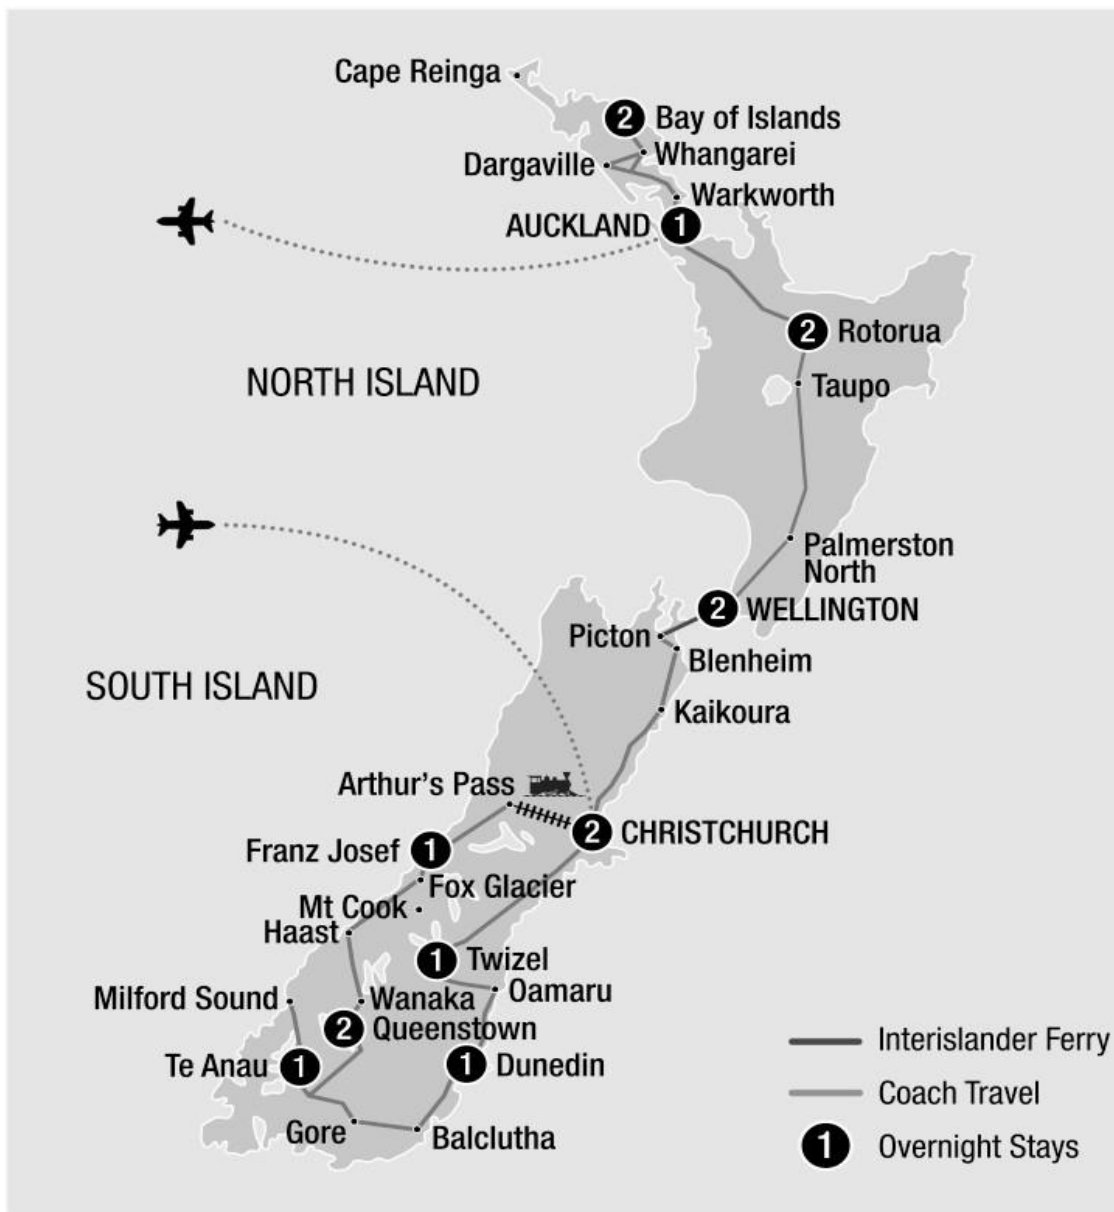 Cape Reinga
2 Bay of Islands
Whangarei
Dargaville
Warkworth
AUCKLAND 1
2 Rotorua
NORTH ISLAND
Taupo
Palmerston
North
2 WELLINGTON
Picton
Blenheim
SOUTH ISLAND
Kaikoura
Arthur's Pass
2 CHRISTCHURCH
Franz Josef 1
Fox Glacier
Mt Cook
Haast
1 Twizel
Oamaru
Milford Sound
Wanaka
2 Queenstown
Te Anau 1
1 Dunedin
Gore
Balclutha
Interislander Ferry
Coach Travel
1 Overnight Stays